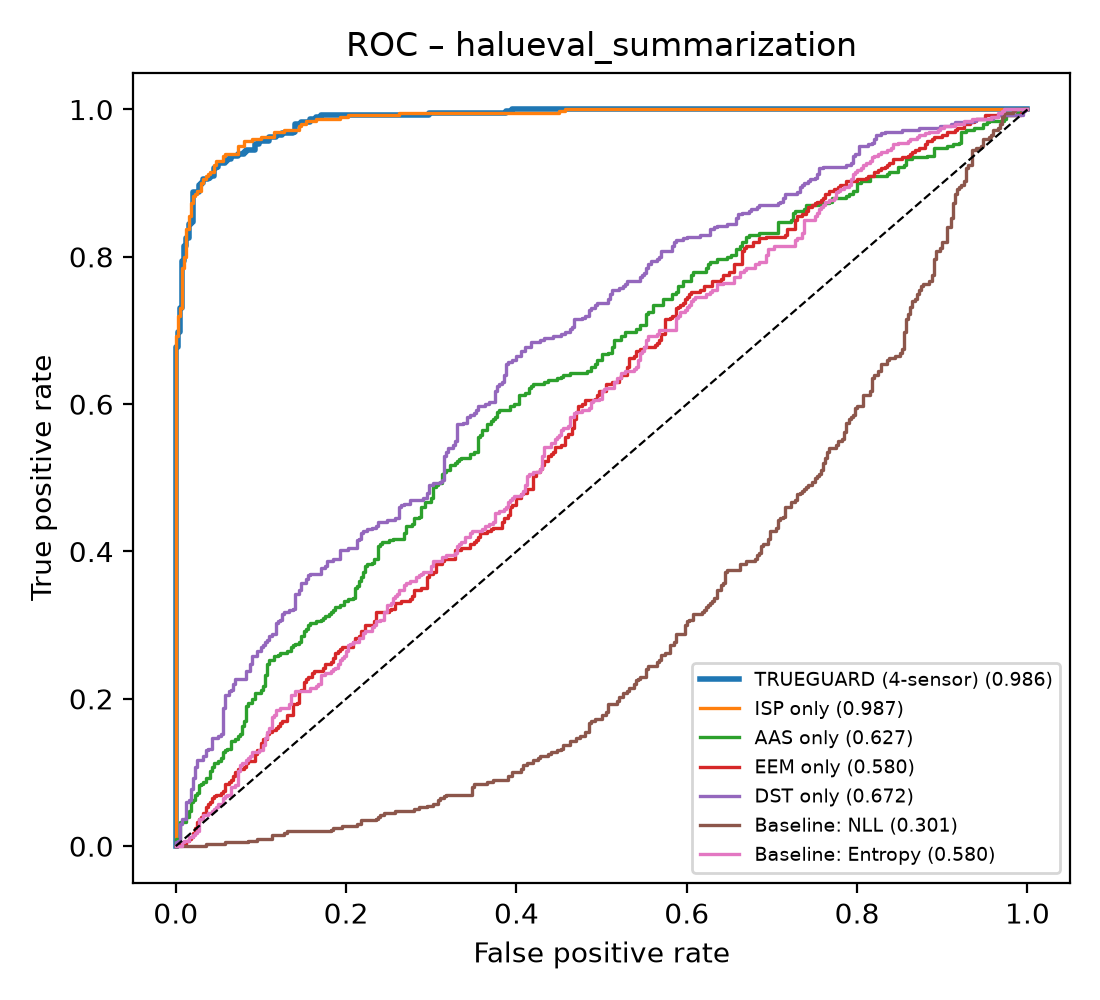 ROC – halueval_summarization
True positive rate
1.0
0.8
0.6
0.4
0.2
0.0
0.0 0.2 0.4 0.6 0.8 1.0
False positive rate
TRUEGUARD (4-sensor) (0.986)
ISP only (0.987)
AAS only (0.627)
EEM only (0.580)
DST only (0.672)
Baseline: NLL (0.301)
Baseline: Entropy (0.580)